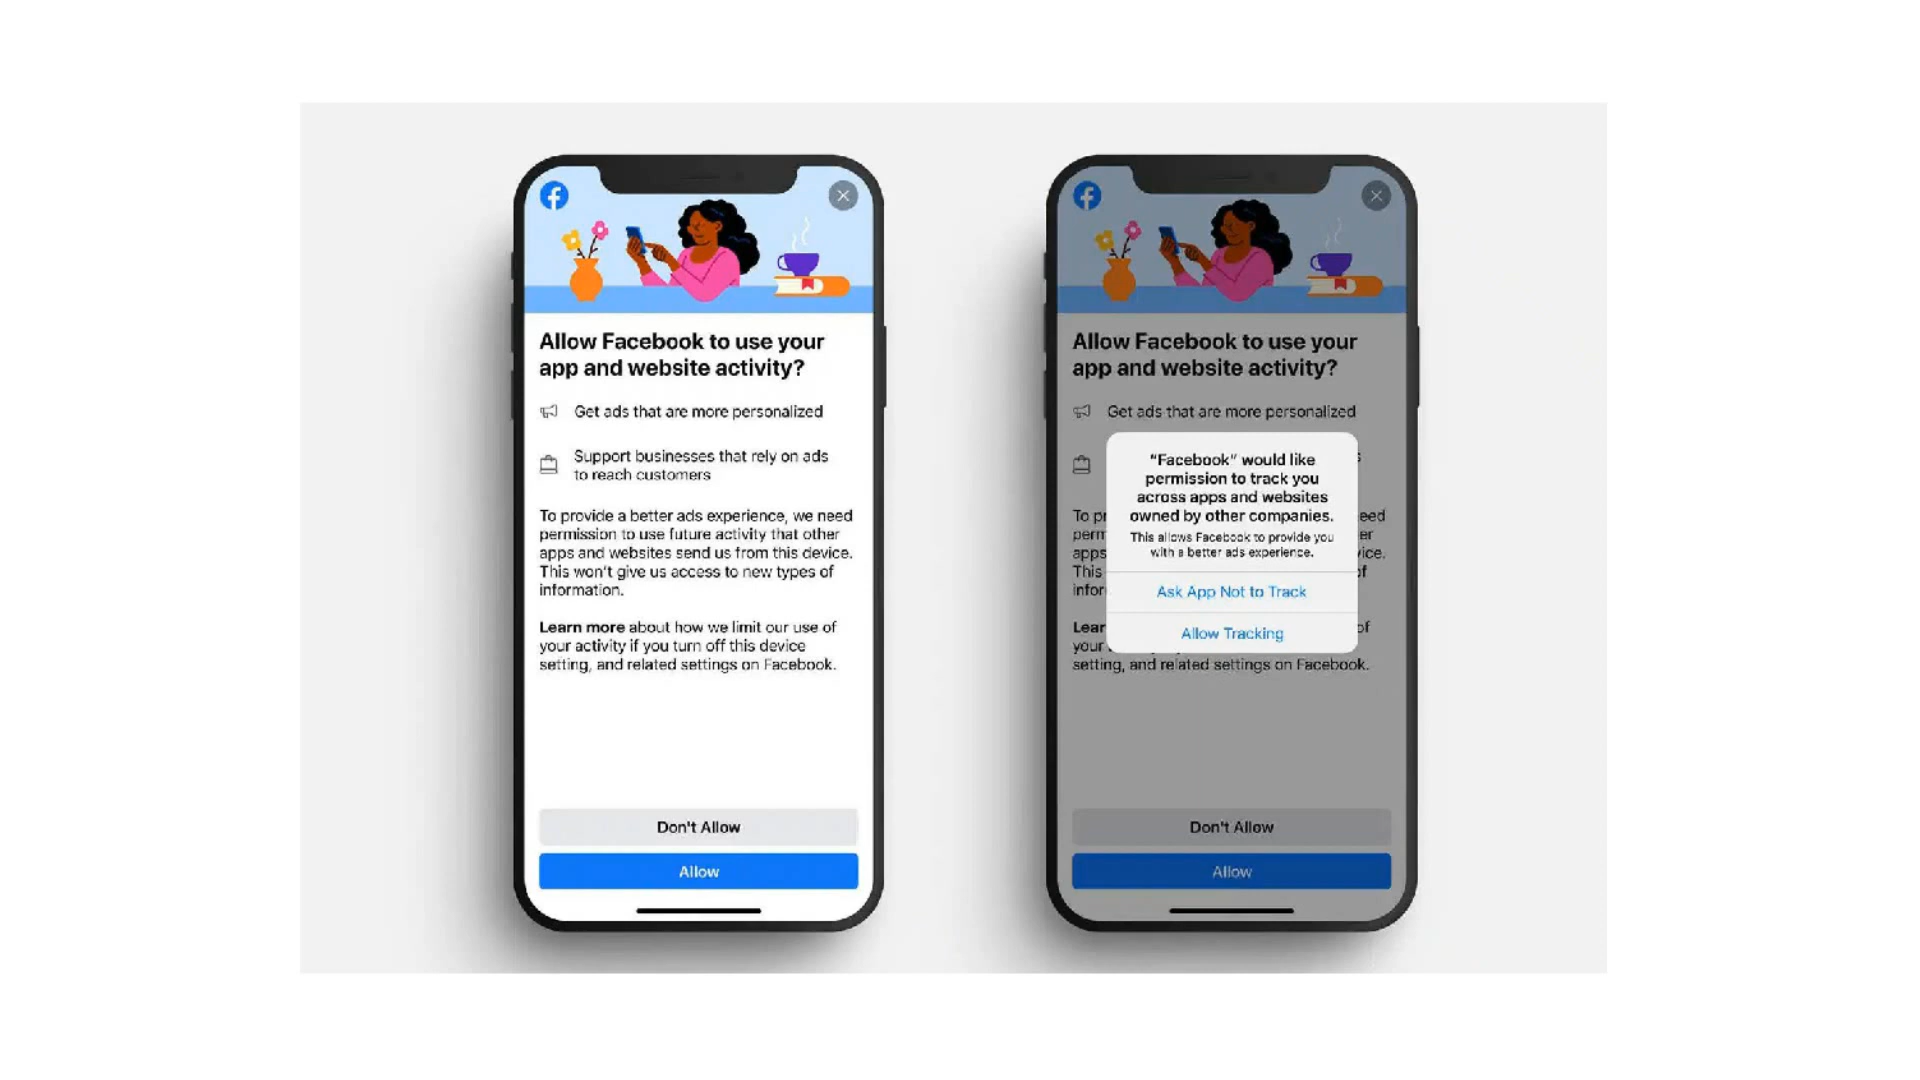 Allow Facebook to use your
app and website activity?
Get ads that are more personalized
Support businesses that rely on ads
to reach customers
To provide a better ads experience, we need
permission to use future activity that other
apps and websites send us from this device.
This won't give us access to new types of
information.
Learn more about how we limit our use of
your activity if you turn off this device
setting, and related settings on Facebook.
Don't Allow
Allow
Allow Facebook to use your
app and website activity?
Get ads that are more personalized
“Facebook” would like
permission to track you
across apps and websites
owned by other companies.
This allows Facebook to provide you
with a better ads experience.
Ask App Not to Track
Allow Tracking
setting, and related settings on Facebook.
Don't Allow
Allow